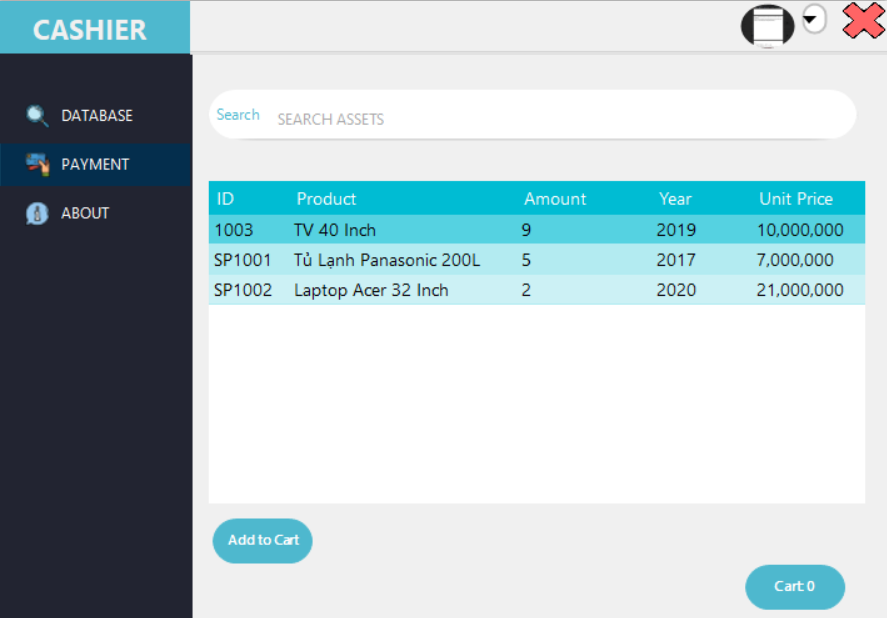 CASHIER
DATABASE
PAYMENT
ABOUT
Search SEARCH ASSETS
ID Product Amount Year Unit Price
1003 TV 40 Inch 9 2019 10,000,000
SP1001 Tủ Lạnh Panasonic 200L 5 2017 7,000,000
SP1002 Laptop Acer 32 Inch 2 2020 21,000,000
Add to Cart
Cart: 0